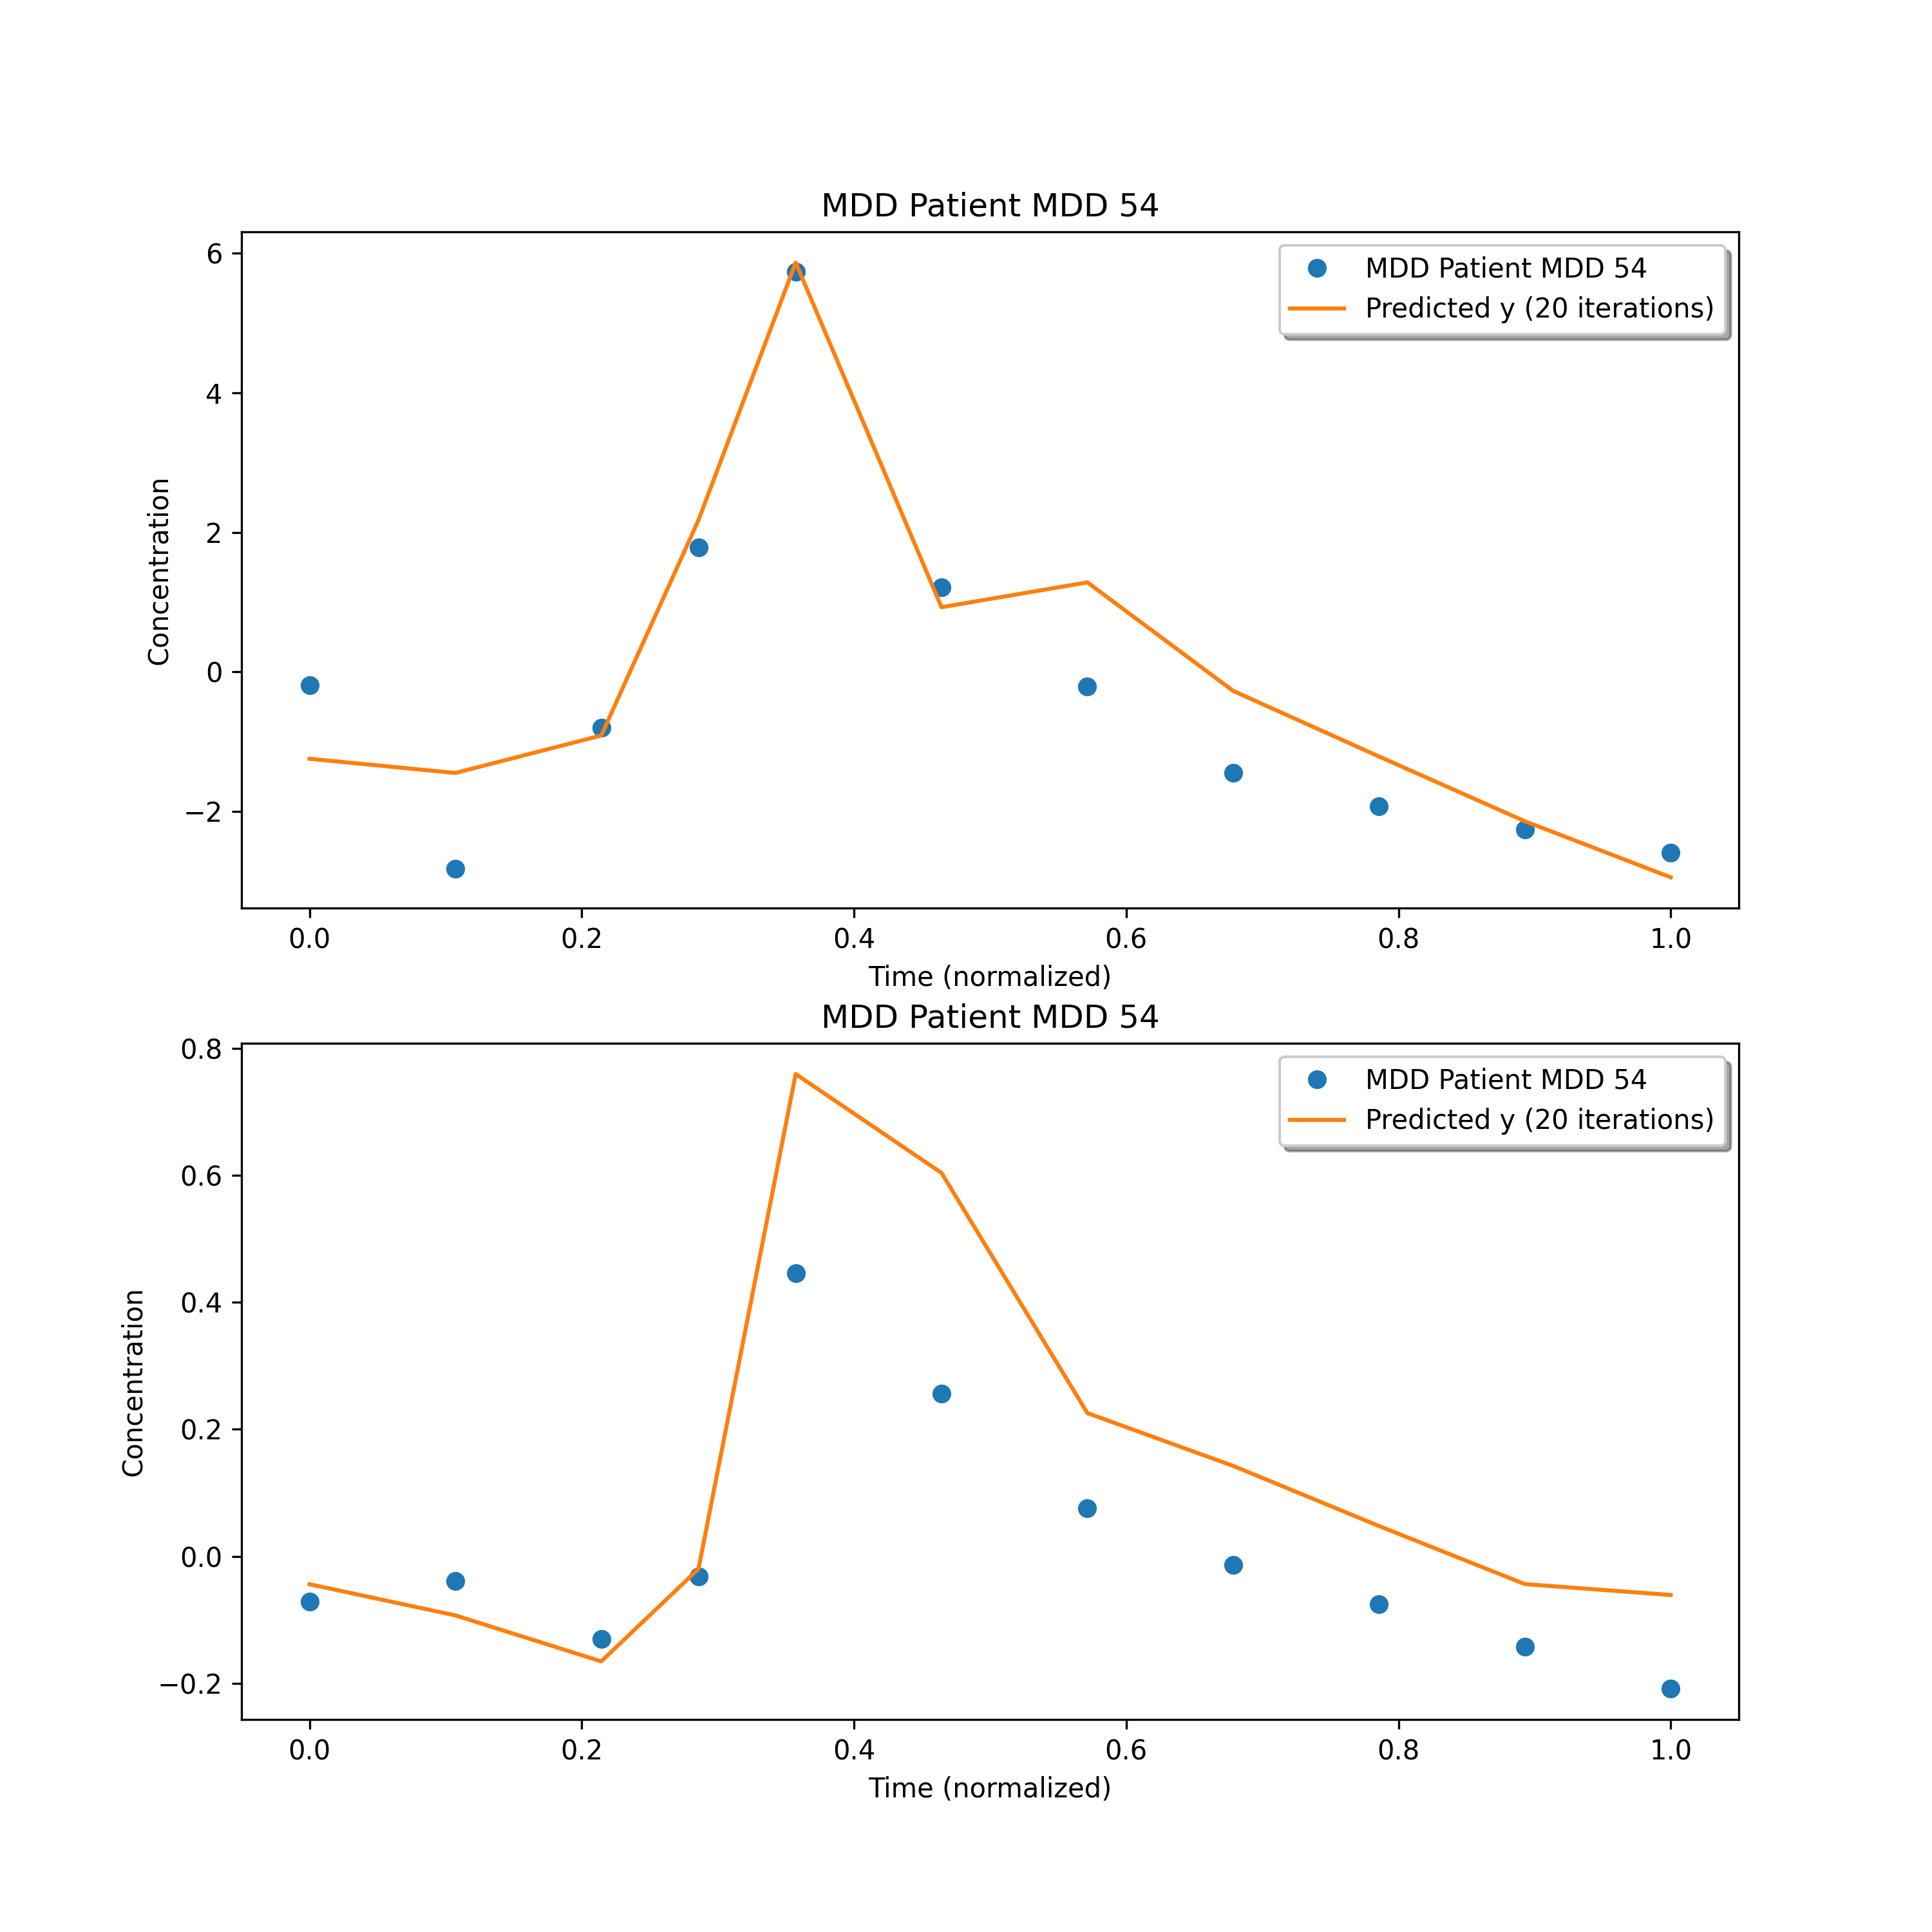 MDD Patient MDD 54
MDD Patient MDD 54
Predicted y (20 iterations)
Concentration
6
4
2
0
−2
0.0 0.2 0.4 0.6 0.8 1.0
Time (normalized)
MDD Patient MDD 54
MDD Patient MDD 54
Predicted y (20 iterations)
Concentration
0.8
0.6
0.4
0.2
0.0
−0.2
0.0 0.2 0.4 0.6 0.8 1.0
Time (normalized)